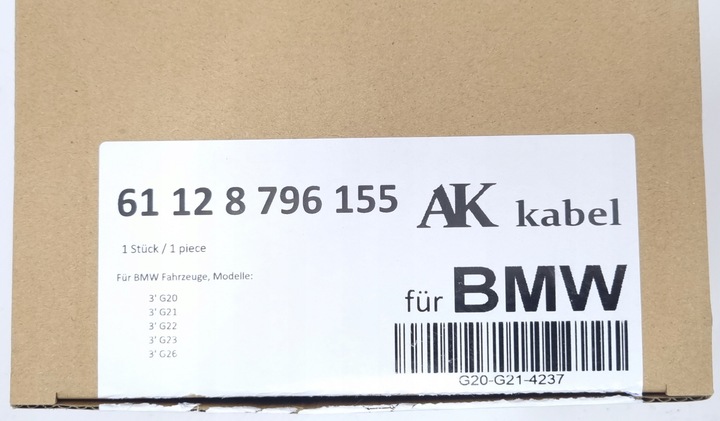 61 12 8 796 155
AK kabel
1 Stück / 1 piece
Für BMW Fahrzeuge, Modelle:
3' G20
3' G21
3' G22
3' G23
3' G26
für BMW
G20-G21-4237